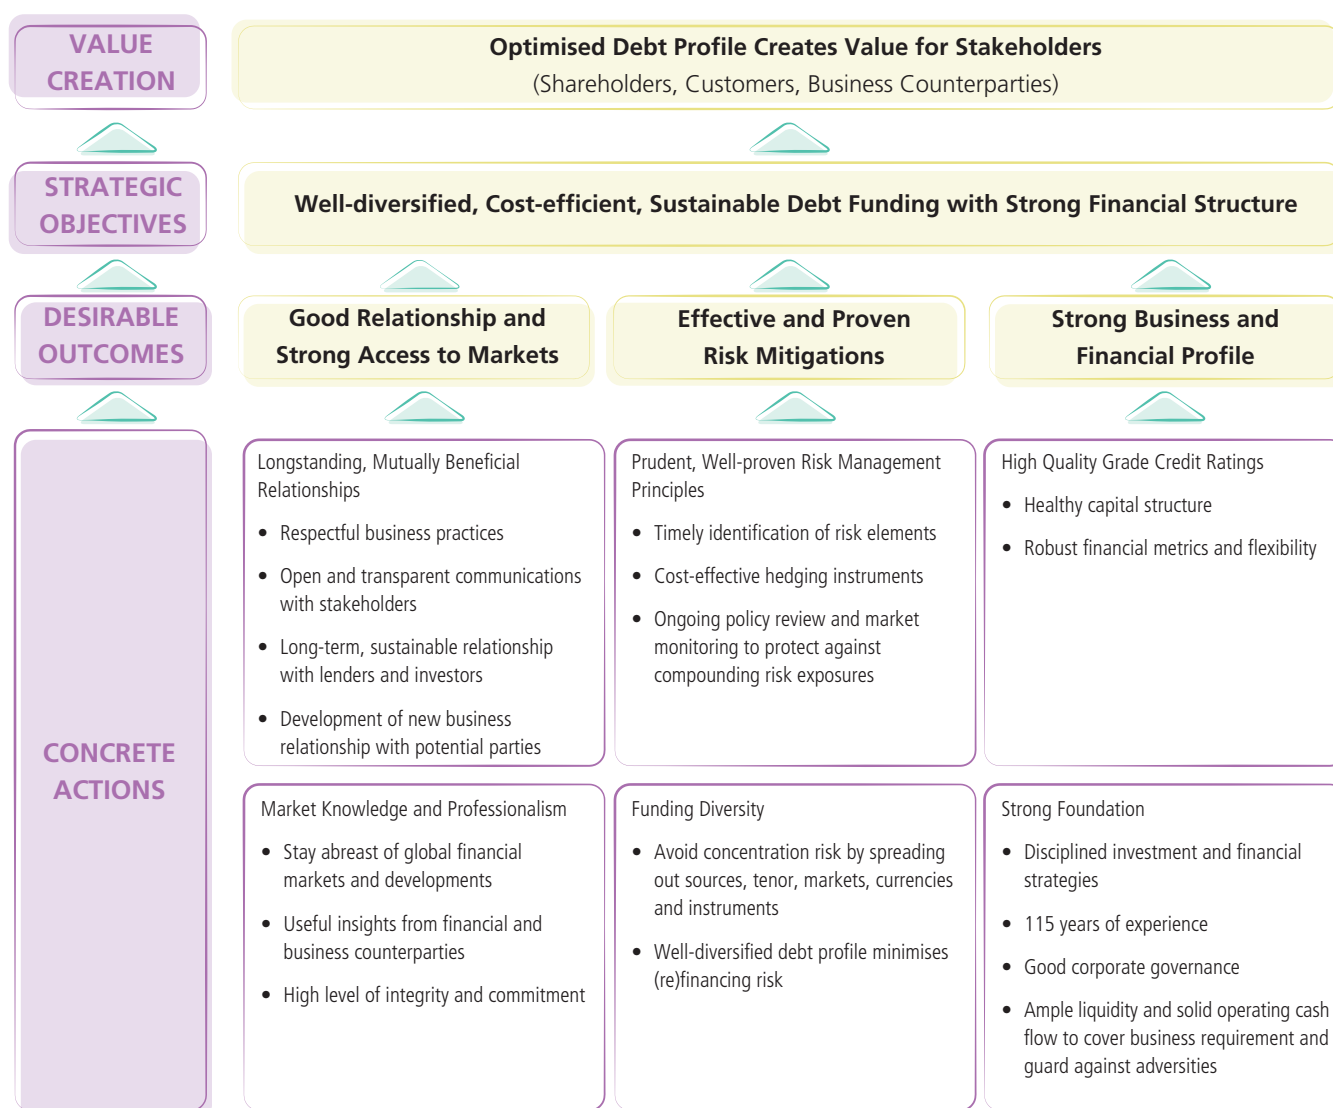 VALUE
CREATION
Optimised Debt Profile Creates Value for Stakeholders
(Shareholders, Customers, Business Counterparties)
STRATEGIC
OBJECTIVES
Well-diversified, Cost-efficient, Sustainable Debt Funding with Strong Financial Structure
DESIRABLE
OUTCOMES
Good Relationship and
Strong Access to Markets
Effective and Proven
Risk Mitigations
Strong Business and
Financial Profile
CONCRETE
ACTIONS
Longstanding, Mutually Beneficial
Relationships
• Respectful business practices
• Open and transparent communications
with stakeholders
• Long-term, sustainable relationship
with lenders and investors
• Development of new business
relationship with potential parties
Prudent, Well-proven Risk Management
Principles
• Timely identification of risk elements
• Cost-effective hedging instruments
• Ongoing policy review and market
monitoring to protect against
compounding risk exposures
High Quality Grade Credit Ratings
• Healthy capital structure
• Robust financial metrics and flexibility
Market Knowledge and Professionalism
• Stay abreast of global financial
markets and developments
• Useful insights from financial and
business counterparties
• High level of integrity and commitment
Funding Diversity
• Avoid concentration risk by spreading
out sources, tenor, markets, currencies
and instruments
• Well-diversified debt profile minimises
(re)financing risk
Strong Foundation
• Disciplined investment and financial
strategies
• 115 years of experience
• Good corporate governance
• Ample liquidity and solid operating cash
flow to cover business requirement and
guard against adversities